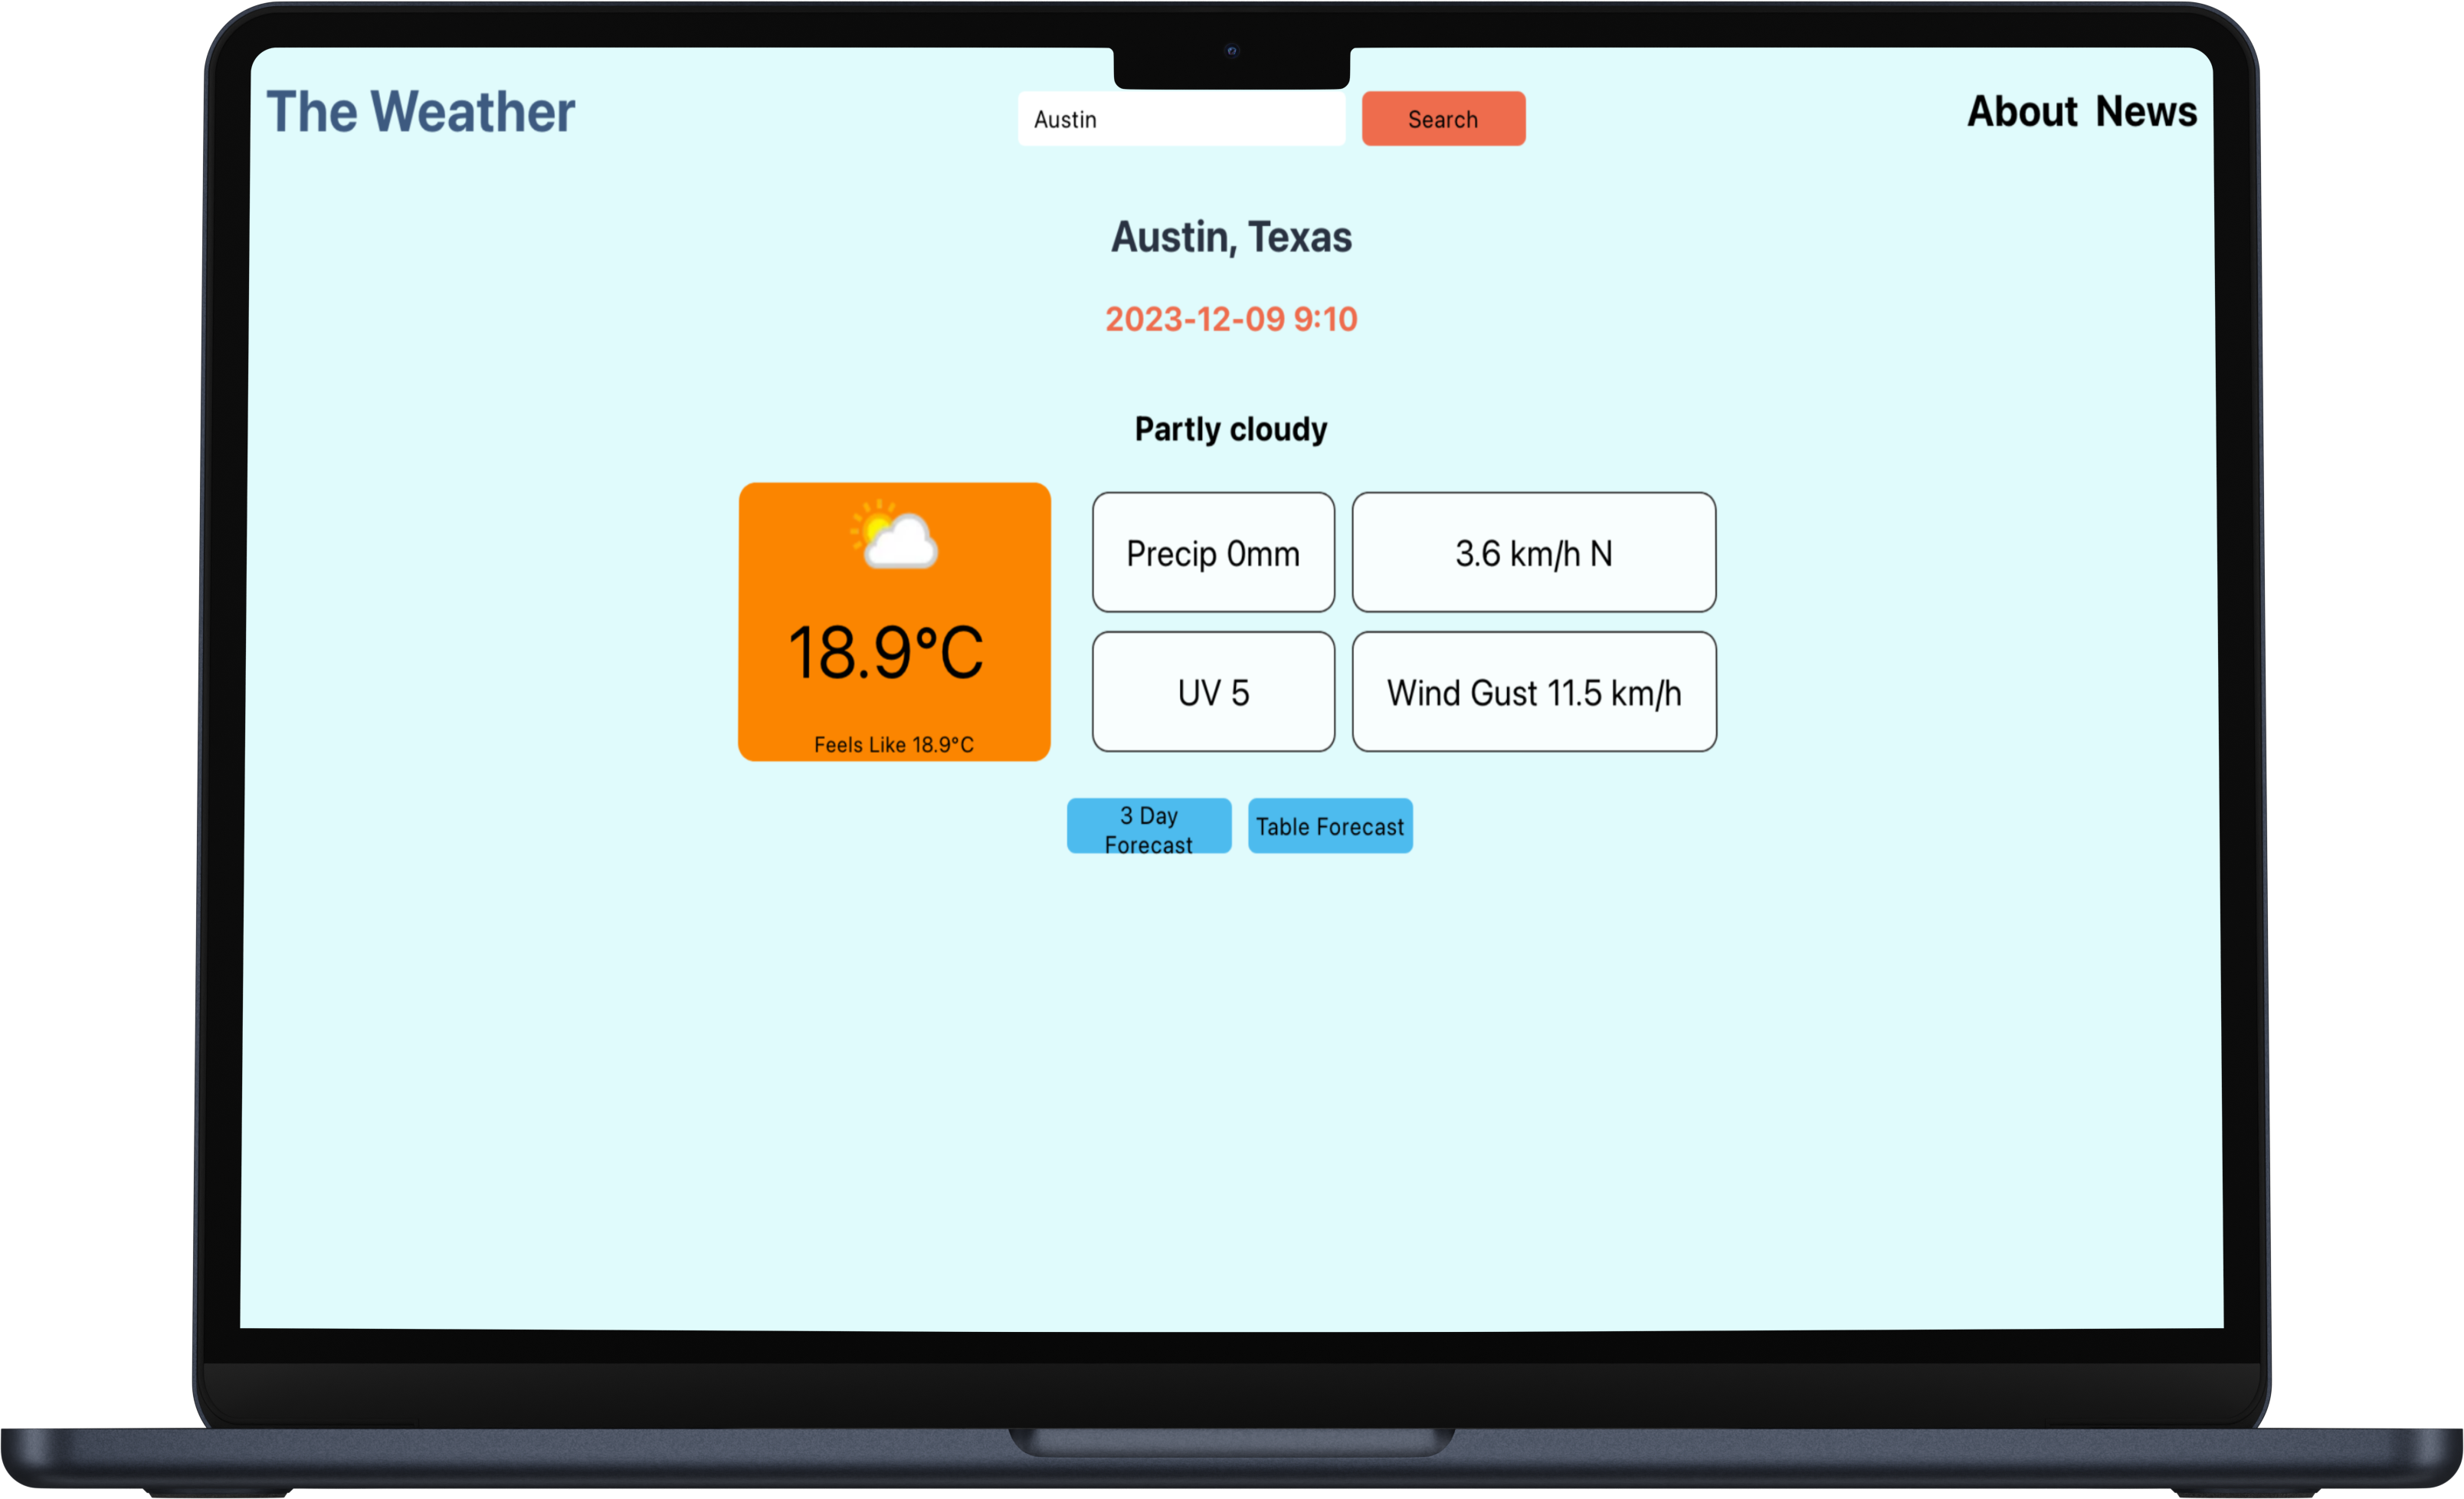 The Weather
Austin
Search
About News
Austin, Texas
2023-12-09 9:10
Partly cloudy
18.9°C
Feels Like 18.9°C
Precip 0mm
3.6 km/h N
UV 5
Wind Gust 11.5 km/h
3 Day
Forecast
Table Forecast